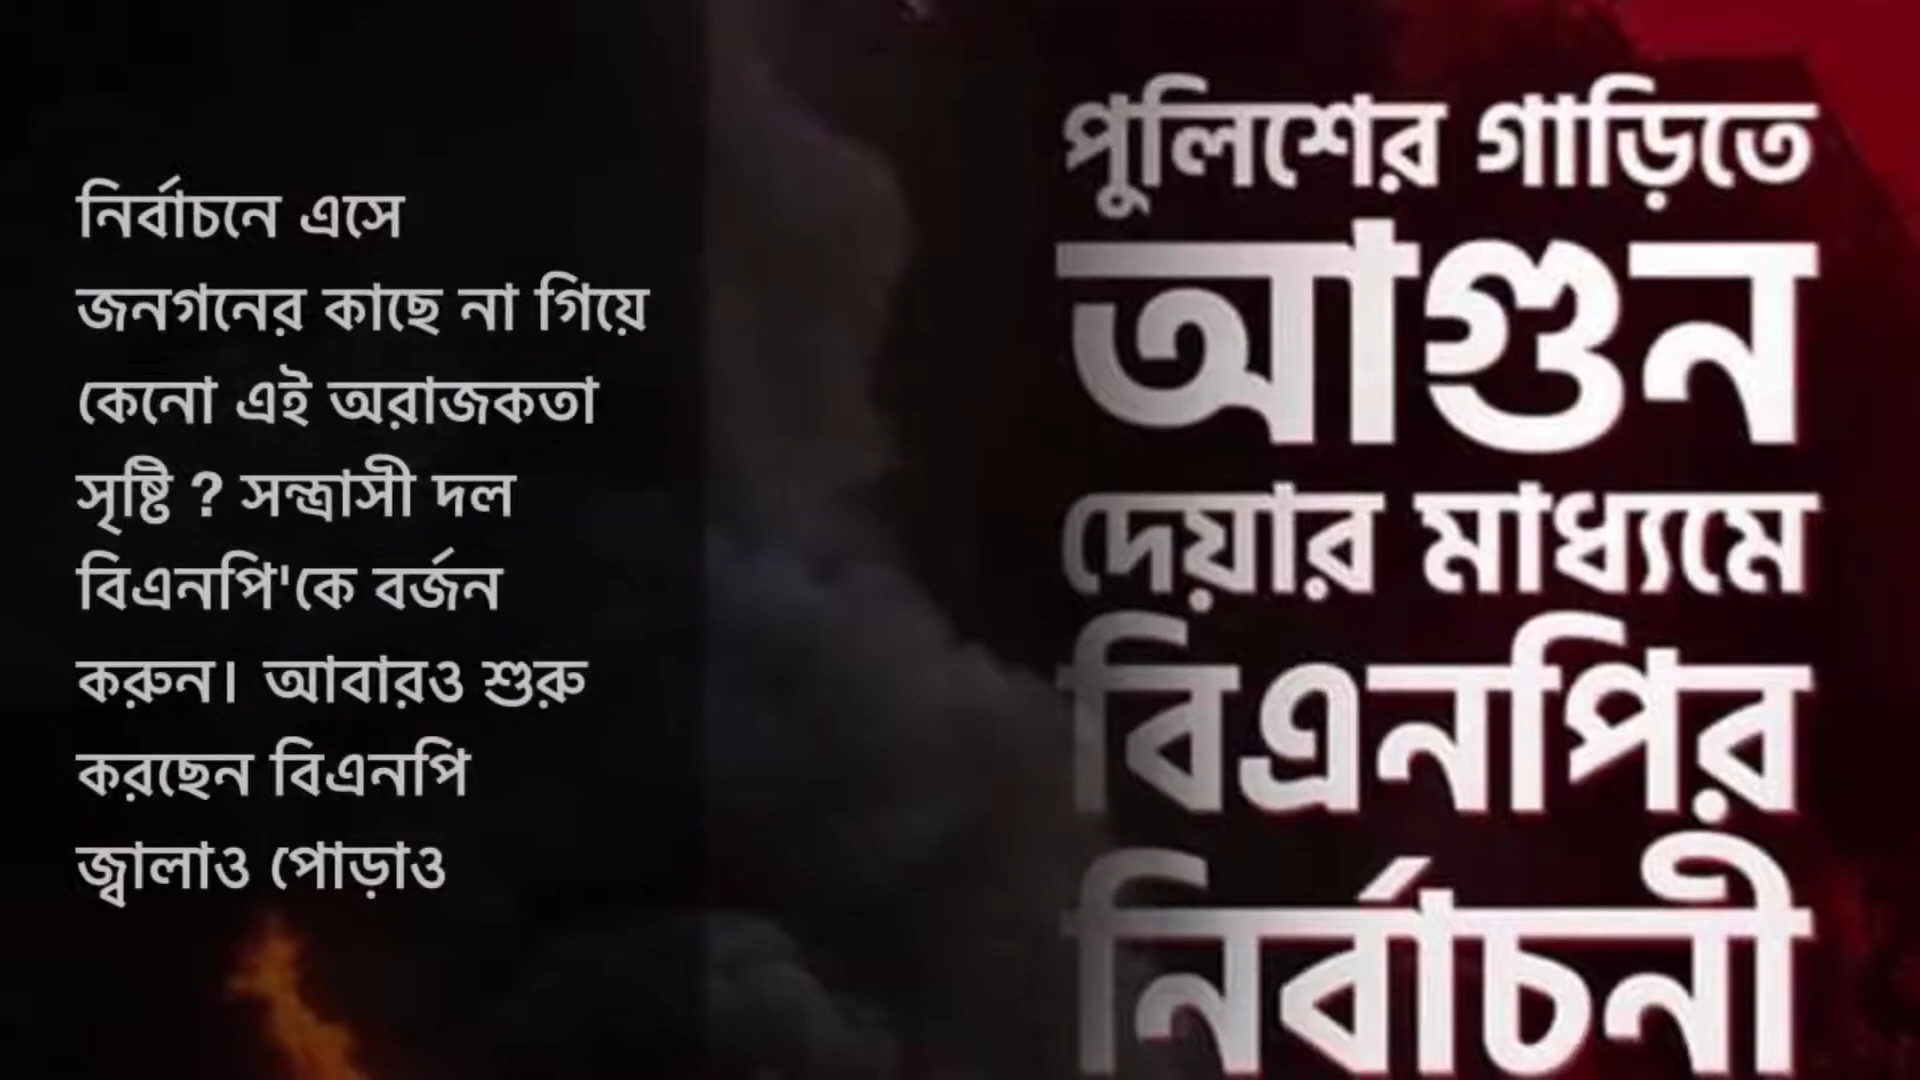 নির্বাচনে এসে
জনগনের কাছে না গিয়ে
কেনো এই অরাজকতা
সৃষ্টি ? সন্ত্রাসী দল
বিএনপি'কে বর্জন
করুন। আবারও শুরু
করছেন বিএনপি
জ্বালাও পোড়াও
পুলিশের গাড়িতে
আগুন
দেয়ার মাধ্যমে
বিএনপির
নির্বাচনী